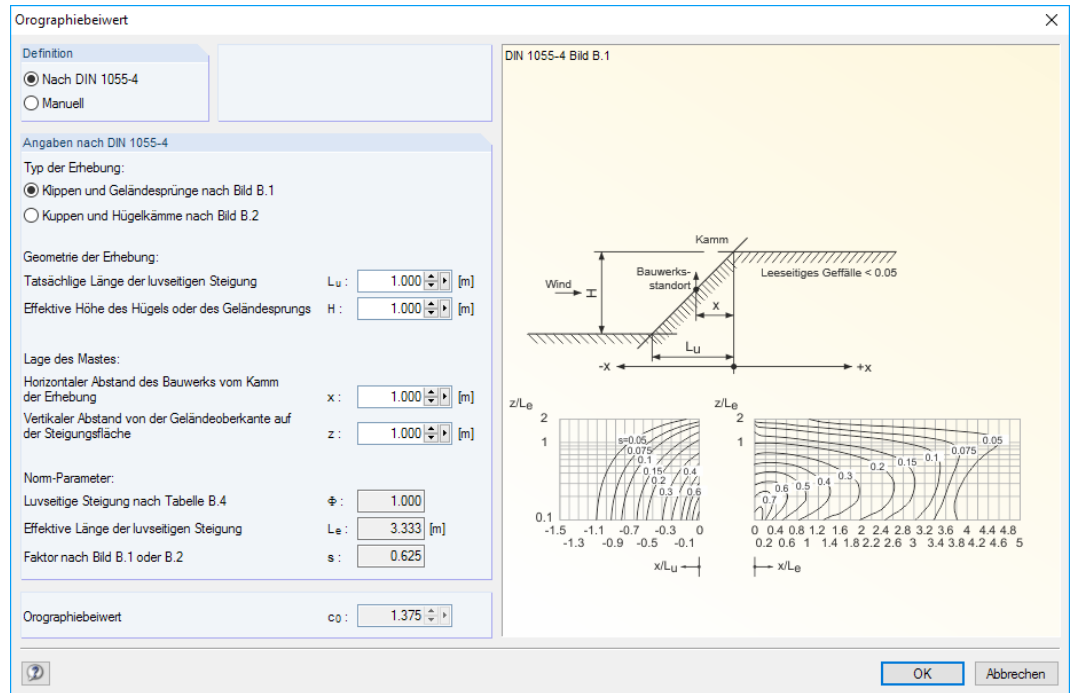 Orographiebeiwert
Definition
Nach DIN 1055-4
Manuell
Angaben nach DIN 1055-4
Typ der Erhebung:
Klippen und Geländesprünge nach Bild B.1
Kuppen und Hügelkämme nach Bild B.2
Geometrie der Erhebung:
Tatsächlige Länge der luvseitigen Steigung Lu : 1.000 [m]
Effektive Höhe des Hügels oder des Geländesprungs H : 1.000 [m]
Lage des Mastes:
Horizontaler Abstand des Bauwerks vom Kamm
der Erhebung x : 1.000 [m]
Vertikaler Abstand von der Geländeoberkante auf
der Steigungsfläche z : 1.000 [m]
Norm-Parameter:
Luvseitige Steigung nach Tabelle B.4 Φ : 1.000
Effektive Länge der luvseitigen Steigung Le : 3.333 [m]
Faktor nach Bild B.1 oder B.2 s : 0.625
Orographiebeiwert c0 : 1.375
DIN 1055-4 Bild B.1
Kamm
Bauwerks-
standort
Leeseitiges Geffälle < 0.05
Wind
H
x
Lu
-x +x
z/Le z/Le
2 2
s=0.05 0.05
1 1
0.075 0.075
0.1 0.1
0.15 0.4 0.3 0.2 0.15
0.2 / 0.4
0.3 / 0.6 0.6 0.5
0.7
0.1
-1.5 -1.1 -0.7 -0.3 0 0 0.4 0.8 1.2 1.6 2 2.4 2.8 3.2 3.6 4 4.4 4.8
-1.3 -0.9 -0.5 -0.1 0.2 0.6 1 1.4 1.8 2.2 2.6 3 3.4 3.8 4.2 4.6 5
x/Lu x/Le
OK Abbrechen